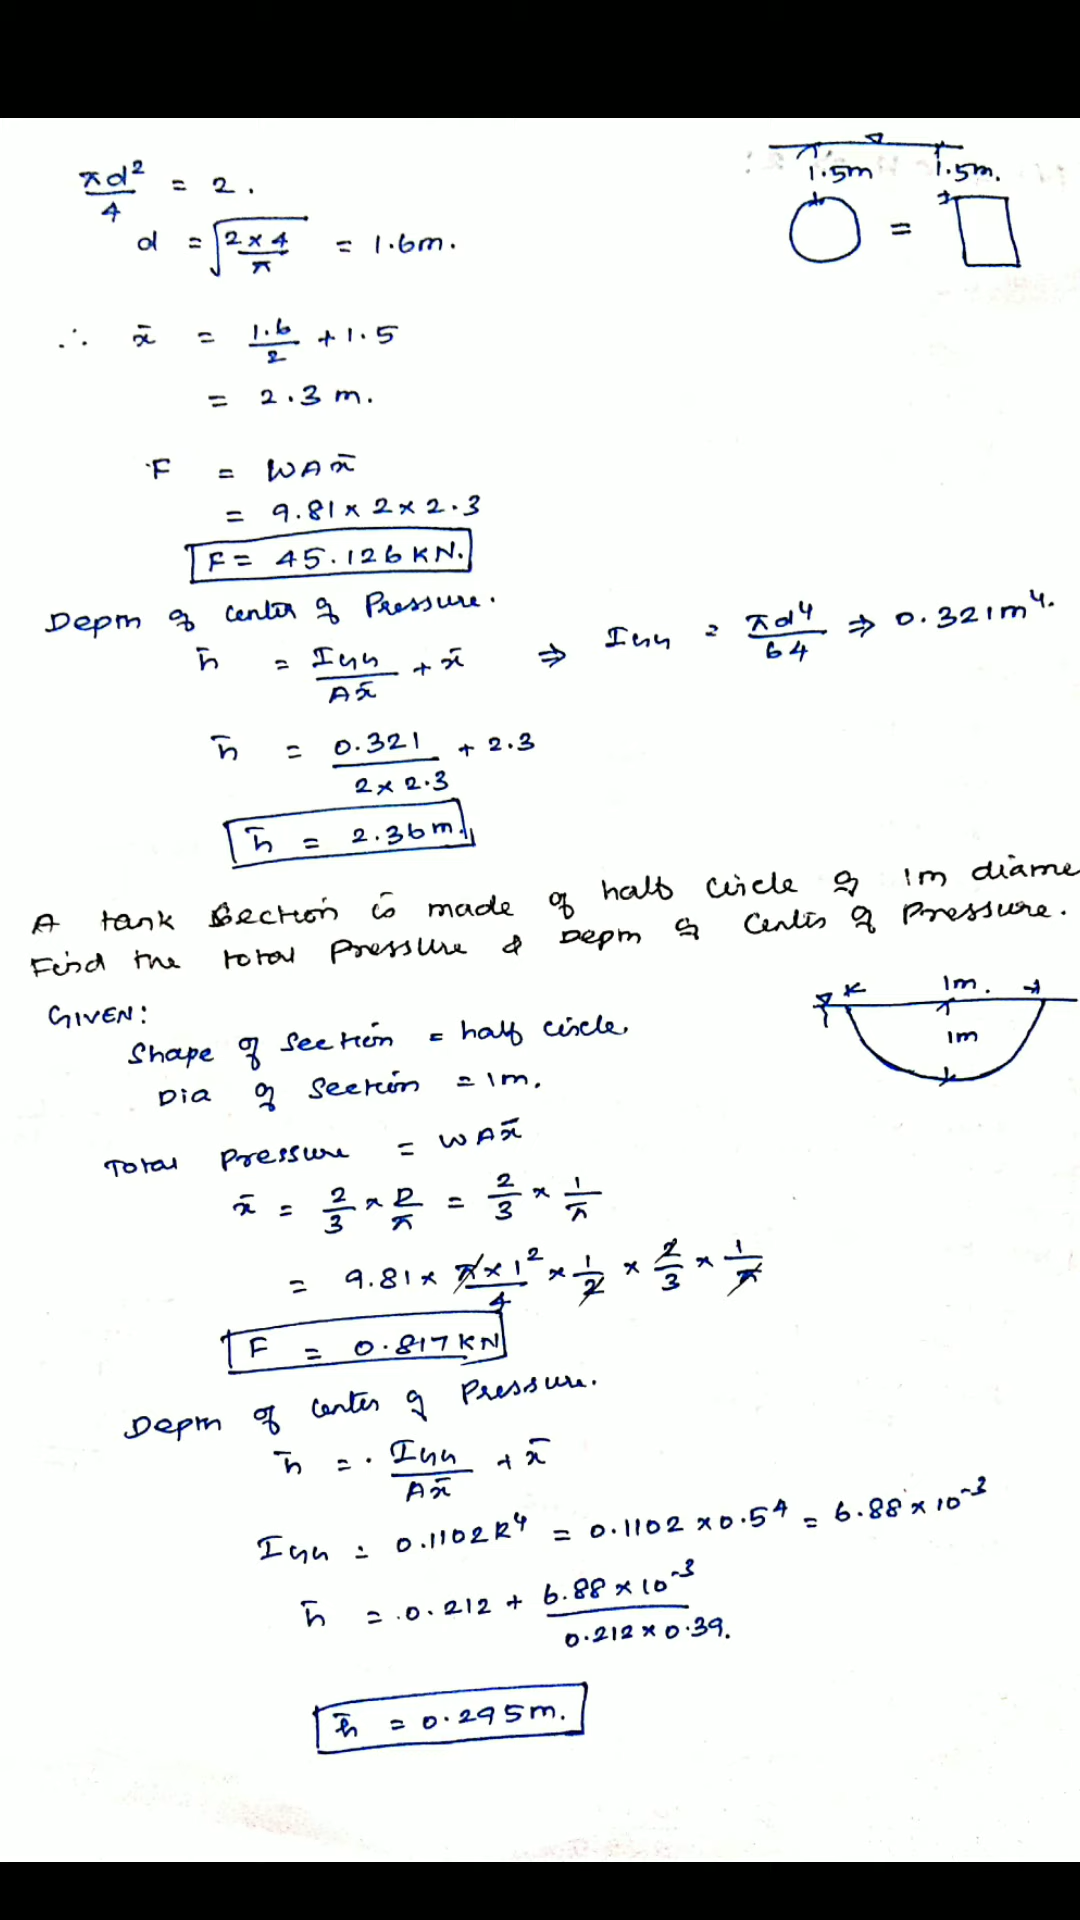 πd²/4 = 2.
1.5m 1.5m.
d = √(2×4/π) = 1.6m.
=
∴ x̄ = 1.6/2 + 1.5
= 2.3 m.
F = WAx̄
= 9.81 × 2 × 2.3
F = 45.126 KN.
Depth of center of Pressure.
h̄ = IGG/Ax̄ + x̄ ⇒ IGG = πd⁴/64 ⇒ 0.321m⁴.
h̄ = 0.321/2×2.3 + 2.3
h̄ = 2.36m.
A tank section is made of half circle of 1m diame
Find the total pressure & Depth of Center of Pressure.
GIVEN:
1m.
1m
Shape of section = half circle.
Dia of section = 1m.
Total pressure = WAx̄
x̄ = 2/3 × D/π = 2/3 × 1/π
= 9.81 × π×1²/4 × 1/2 × 2/3 × 1/π
F = 0.817KN
Depth of center of Pressure.
h̄ = IGG/Ax̄ + x̄
IGG = 0.1102R⁴ = 0.1102 × 0.5⁴ = 6.88 × 10⁻³
h̄ = 0.212 + 6.88 × 10⁻³/0.212 × 0.39.
h̄ = 0.295m.